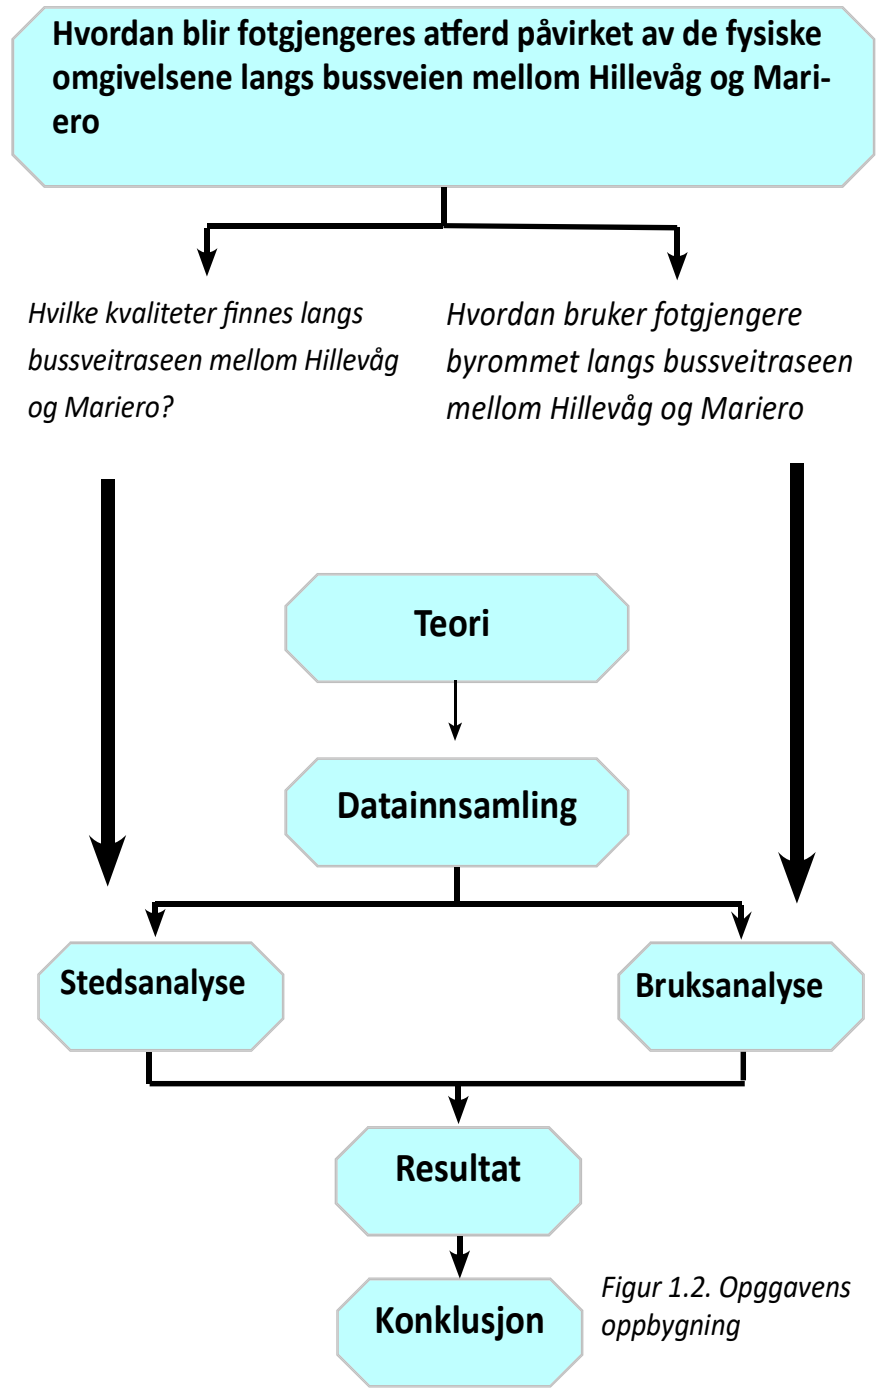 Hvordan blir fotgjengeres atferd påvirket av de fysiske
omgivelsene langs bussveien mellom Hillevåg og Mari-
ero
Hvilke kvaliteter finnes langs
bussveitraseen mellom Hillevåg
og Mariero?
Hvordan bruker fotgjengere
byrommet langs bussveitraseen
mellom Hillevåg og Mariero
Teori
Datainnsamling
Stedsanalyse
Bruksanalyse
Resultat
Konklusjon
Figur 1.2. Opggavens
oppbygning